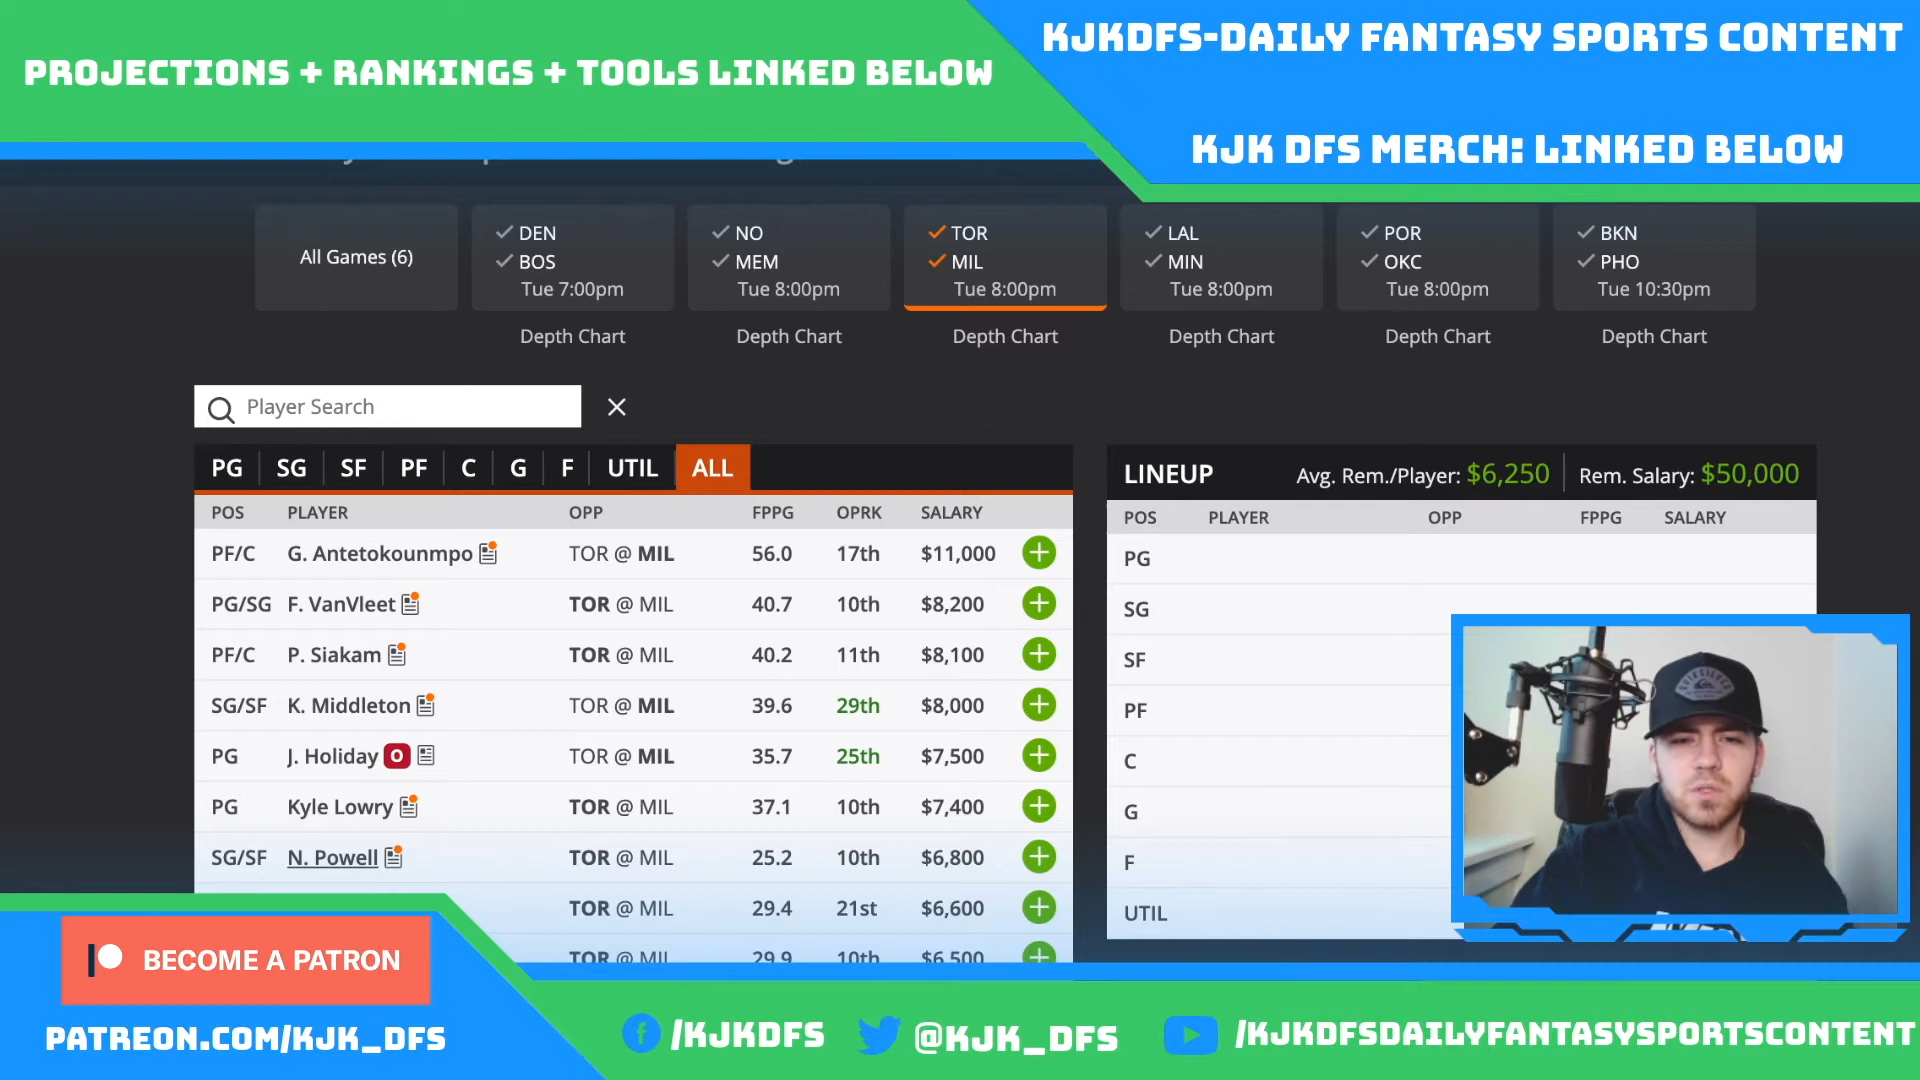 PROJECTIONS + RANKINGS + TOOLS LINKED BELOW
KJKDFS-DAILY FANTASY SPORTS CONTENT
KJK DFS MERCH: LINKED BELOW
All Games (6)
DEN
BOS
Tue 7:00pm
NO
MEM
Tue 8:00pm
TOR
MIL
Tue 8:00pm
LAL
MIN
Tue 8:00pm
POR
OKC
Tue 8:00pm
BKN
PHO
Tue 10:30pm
Depth Chart Depth Chart Depth Chart Depth Chart Depth Chart Depth Chart
Player Search
PG SG SF PF C G F UTIL ALL
POS PLAYER OPP FPPG OPRK SALARY
PF/C G. Antetokounmpo TOR @ MIL 56.0 17th $11,000
PG/SG F. VanVleet TOR @ MIL 40.7 10th $8,200
PF/C P. Siakam TOR @ MIL 40.2 11th $8,100
SG/SF K. Middleton TOR @ MIL 39.6 29th $8,000
PG J. Holiday O TOR @ MIL 35.7 25th $7,500
PG Kyle Lowry TOR @ MIL 37.1 10th $7,400
SG/SF N. Powell TOR @ MIL 25.2 10th $6,800
TOR @ MIL 29.4 21st $6,600
TOR @ MIL 29.9 10th $6,500
LINEUP Avg. Rem./Player: $6,250 Rem. Salary: $50,000
POS PLAYER OPP FPPG SALARY
PG
SG
SF
PF
C
G
F
UTIL
QUIKSILVER
BECOME A PATRON
PATREON.COM/KJK_DFS
/KJKDFS
@KJK_DFS
/KJKDFSDAILYFANTASYSPORTSCONTENT